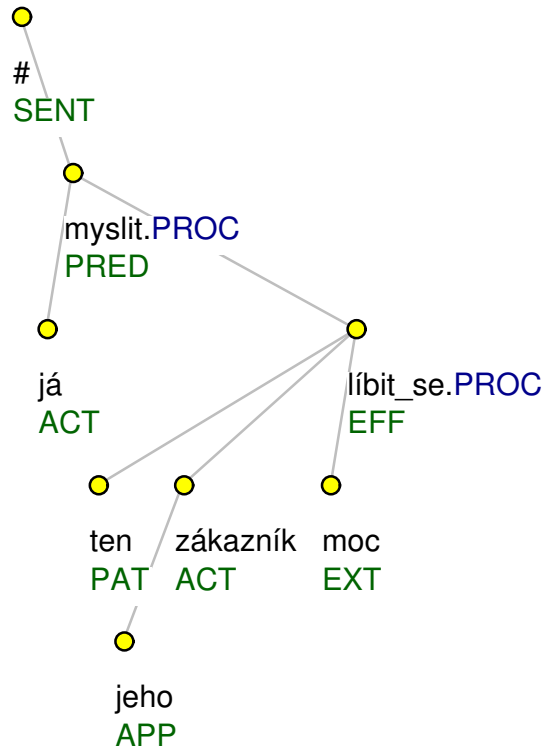 #
SENT
myslit.PROC
PRED
já
ACT
líbit_se.PROC
EFF
ten
PAT
zákazník
ACT
moc
EXT
jeho
APP